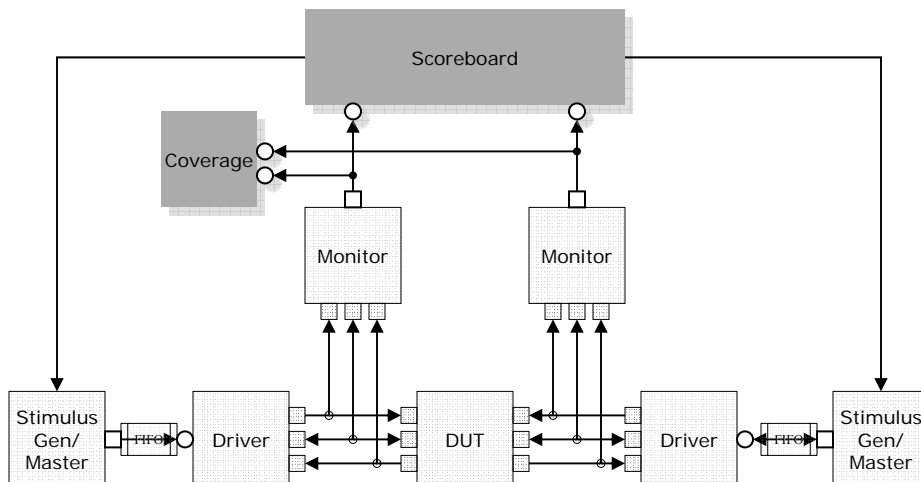 Scoreboard
Coverage
Monitor
Monitor
Stimulus
Gen/
Master
FIFO
Driver
DUT
Driver
FIFO
Stimulus
Gen/
Master